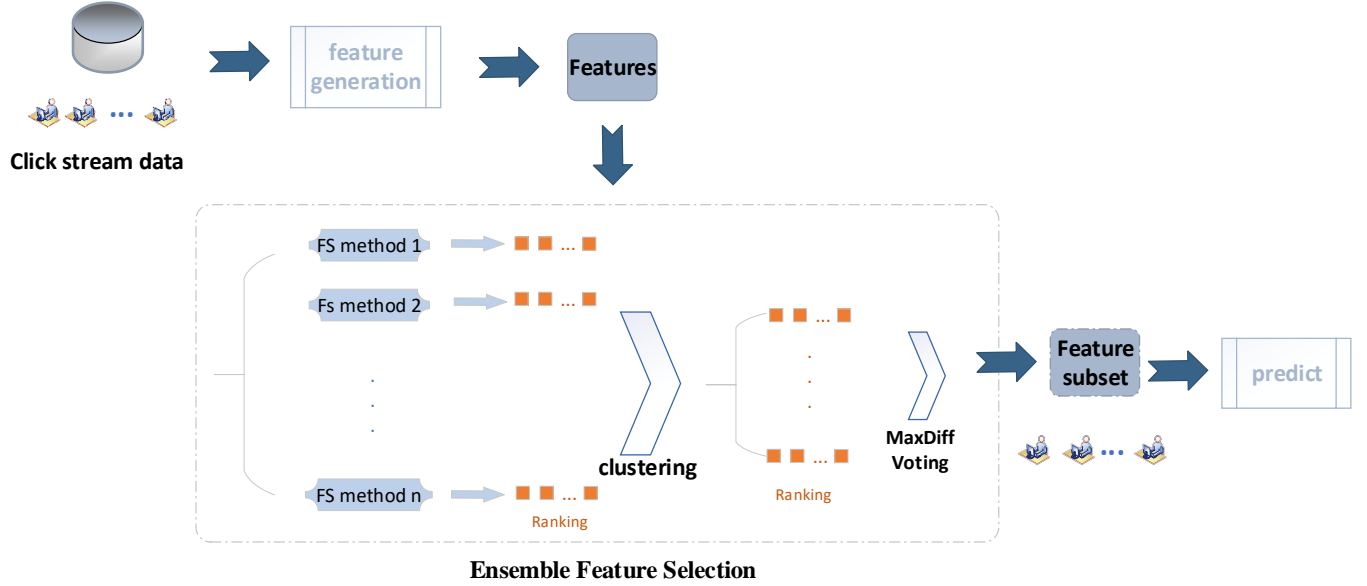 feature
generation
Features
Click stream data
FS method 1
...
Fs method 2
...
...
Feature
subset
predict
MaxDiff
Voting
clustering
...
FS method n
...
Ranking
Ranking
Ensemble Feature Selection